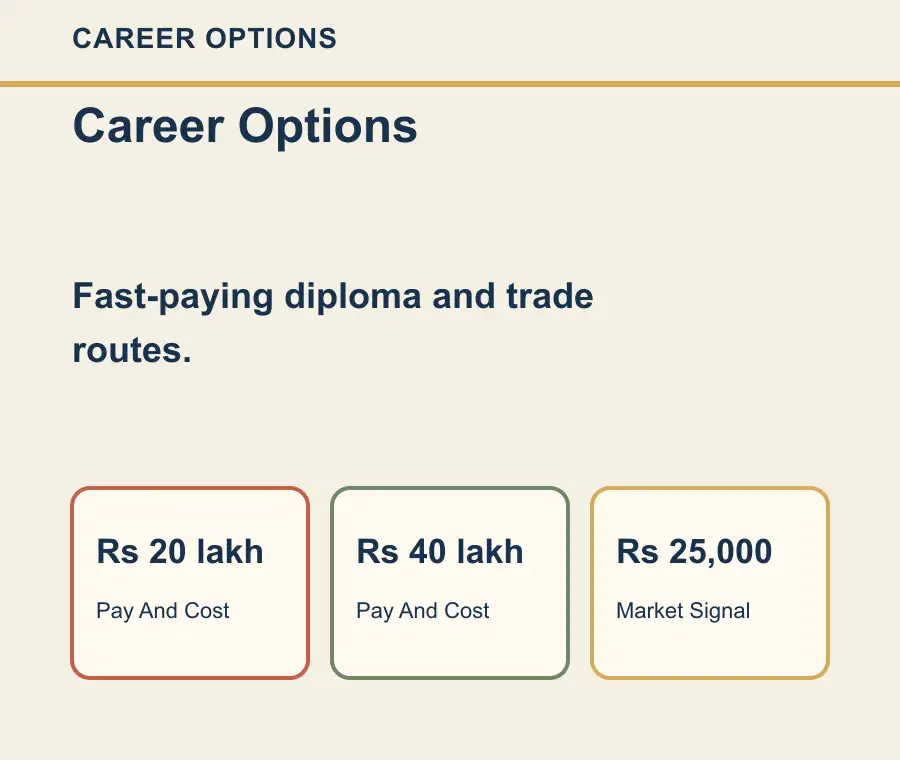 CAREER OPTIONS
Career Options
Fast-paying diploma and trade
routes.
Rs 20 lakh
Pay And Cost
Rs 40 lakh
Pay And Cost
Rs 25,000
Market Signal